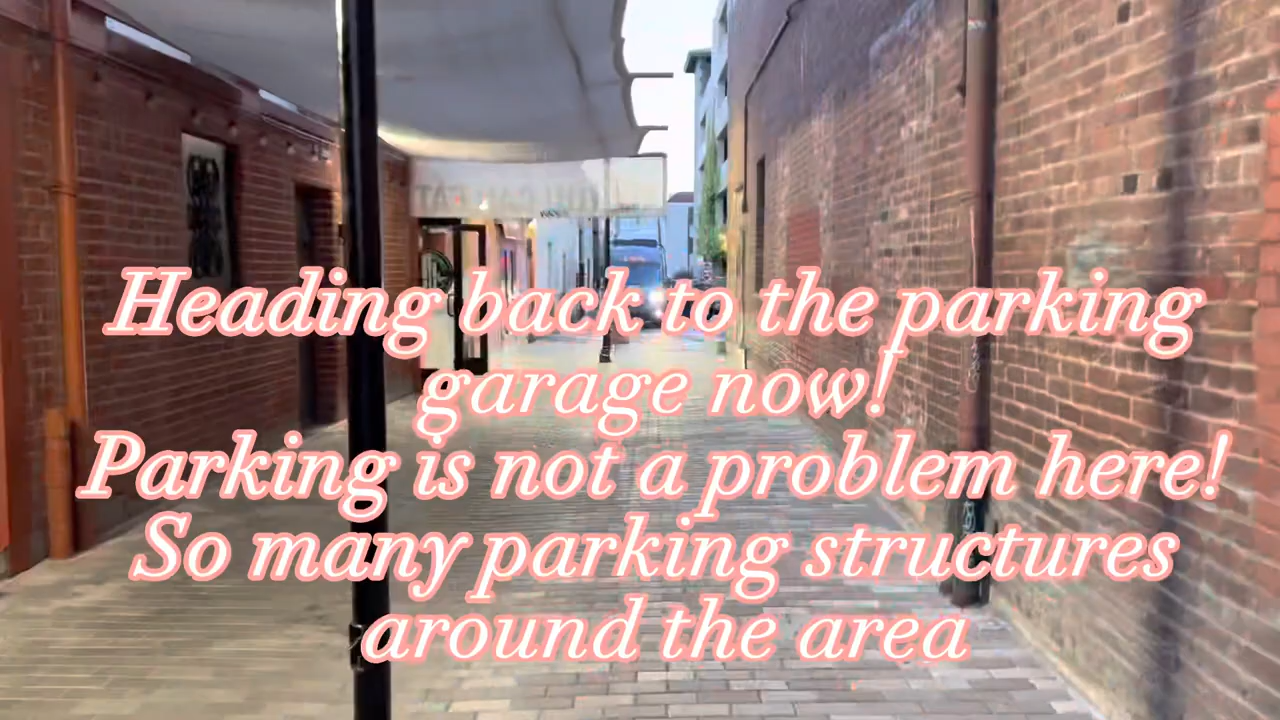 Heading back to the parking
garage now!
Parking is not a problem here!
So many parking structures
around the area